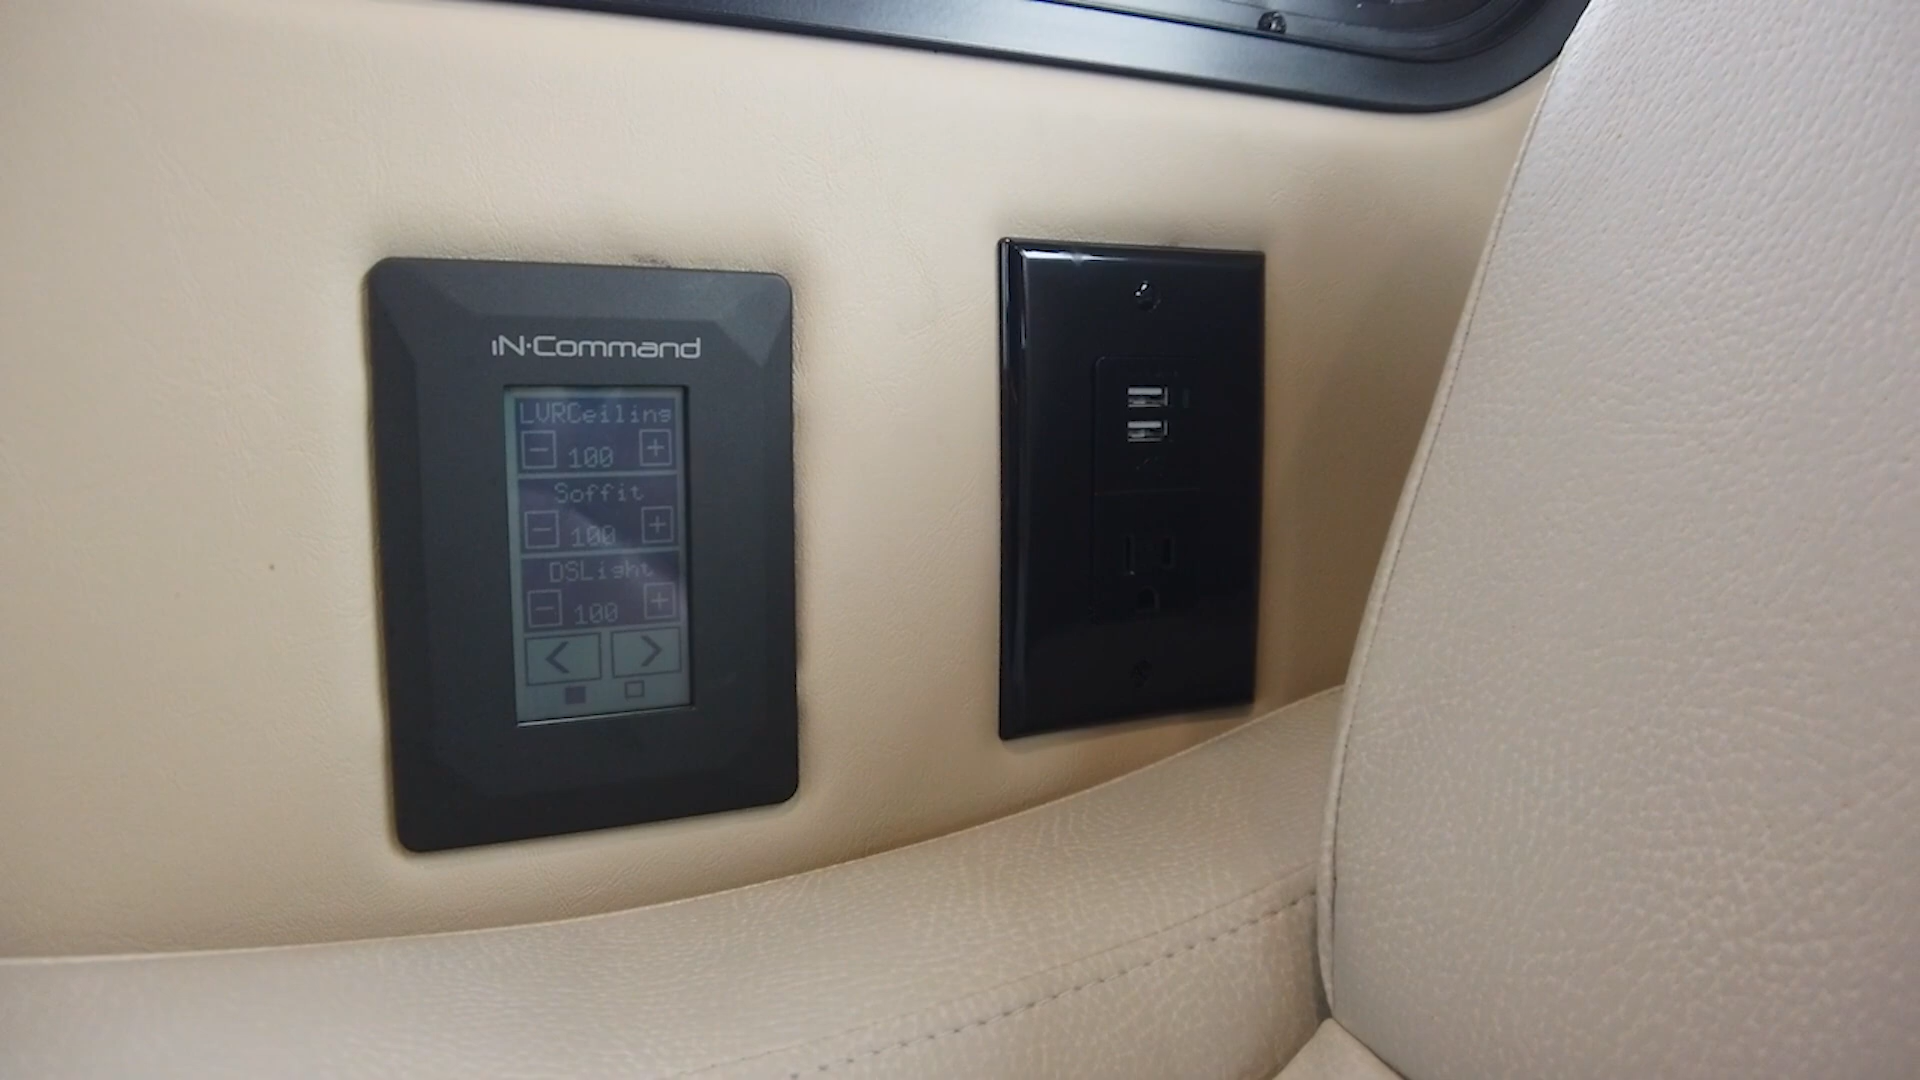 iN·Command
LVRCeiling
- 100 +
Soffit
- 100 +
DSLight
- 100 +
< >